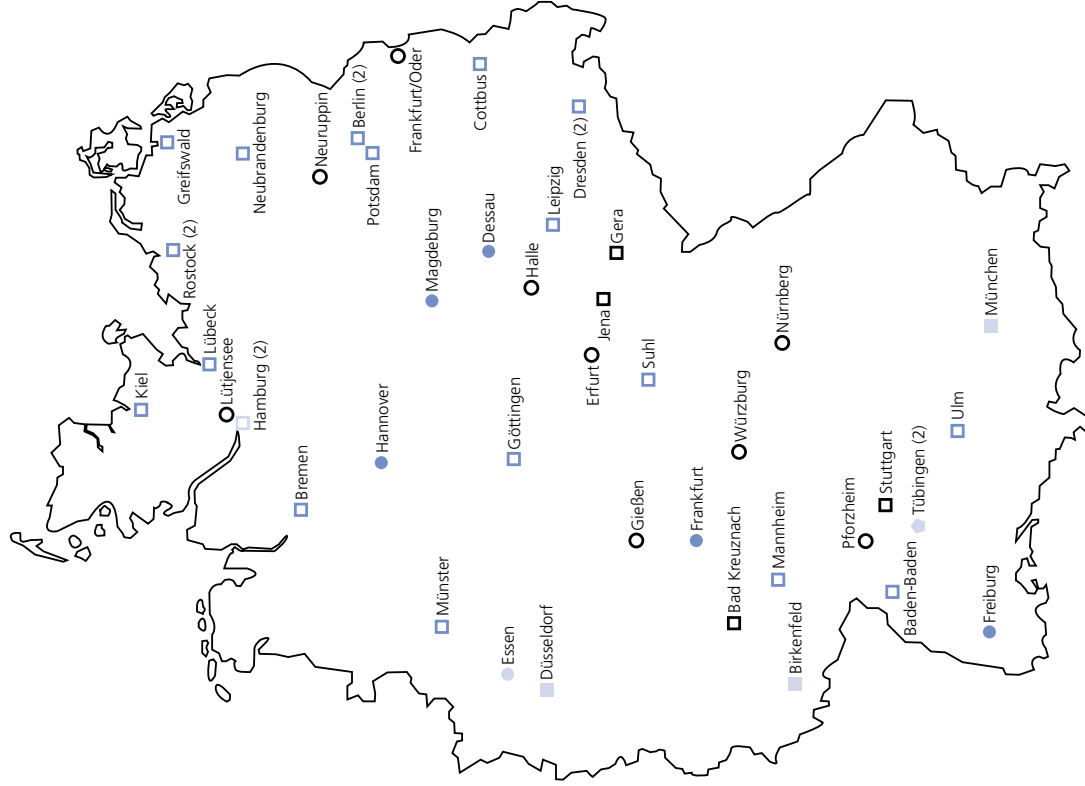 Kiel
Lübeck
Lütjensee
Hamburg (2)
Rostock (2)
Greifswald
Neubrandenburg
Bremen
Neuruppin
Berlin (2)
Potsdam
Frankfurt/Oder
Hannover
Magdeburg
Münster
Dessau
Cottbus
Göttingen
Halle
Leipzig
Dresden (2)
Essen
Düsseldorf
Erfurt
Jena
Gera
Suhl
Gießen
Frankfurt
Bad Kreuznach
Würzburg
Nürnberg
Mannheim
Birkenfeld
Pforzheim
Stuttgart
Baden-Baden
Tübingen (2)
Ulm
Freiburg
München